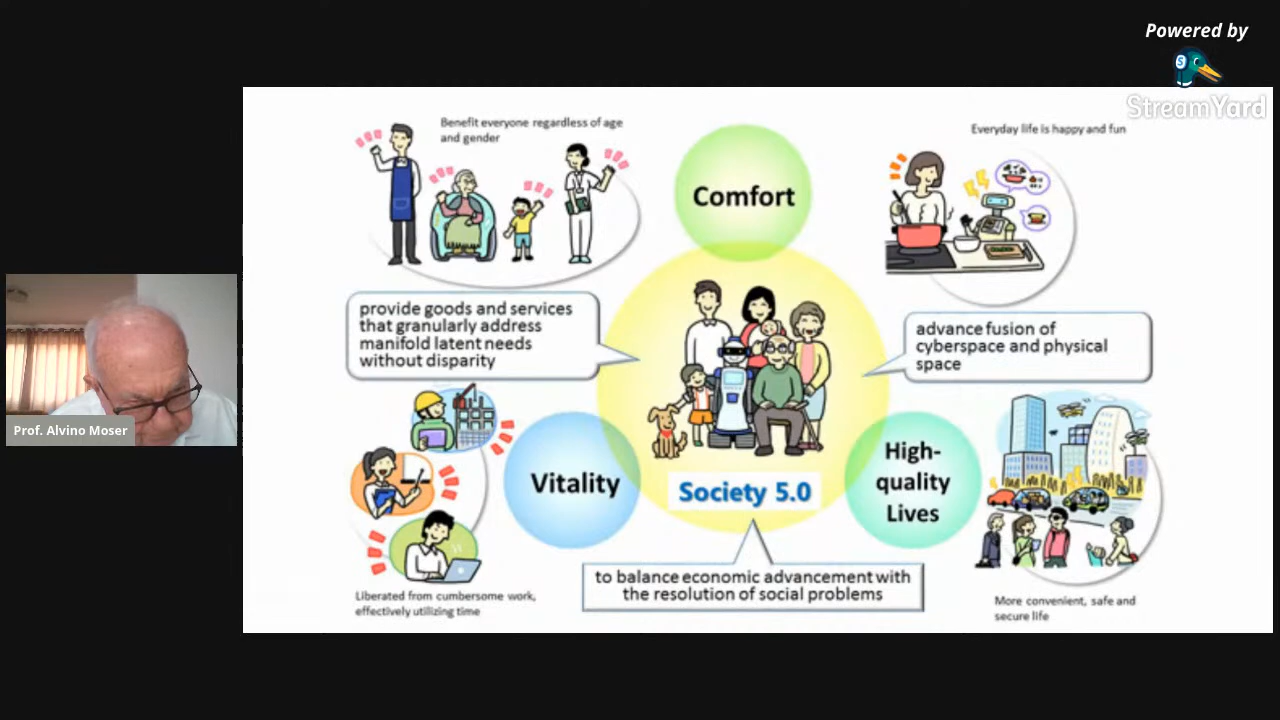 Powered by
StreamYard
Benefit everyone regardless of age
and gender
Comfort
Everyday life is happy and fun
provide goods and services
that granularly address
manifold latent needs
without disparity
advance fusion of
cyberspace and physical
space
Prof. Alvino Moser
Vitality
Society 5.0
High-
quality
Lives
to balance economic advancement with
the resolution of social problems
Liberated from cumbersome work,
effectively utilizing time
More convenient, safe and
secure life